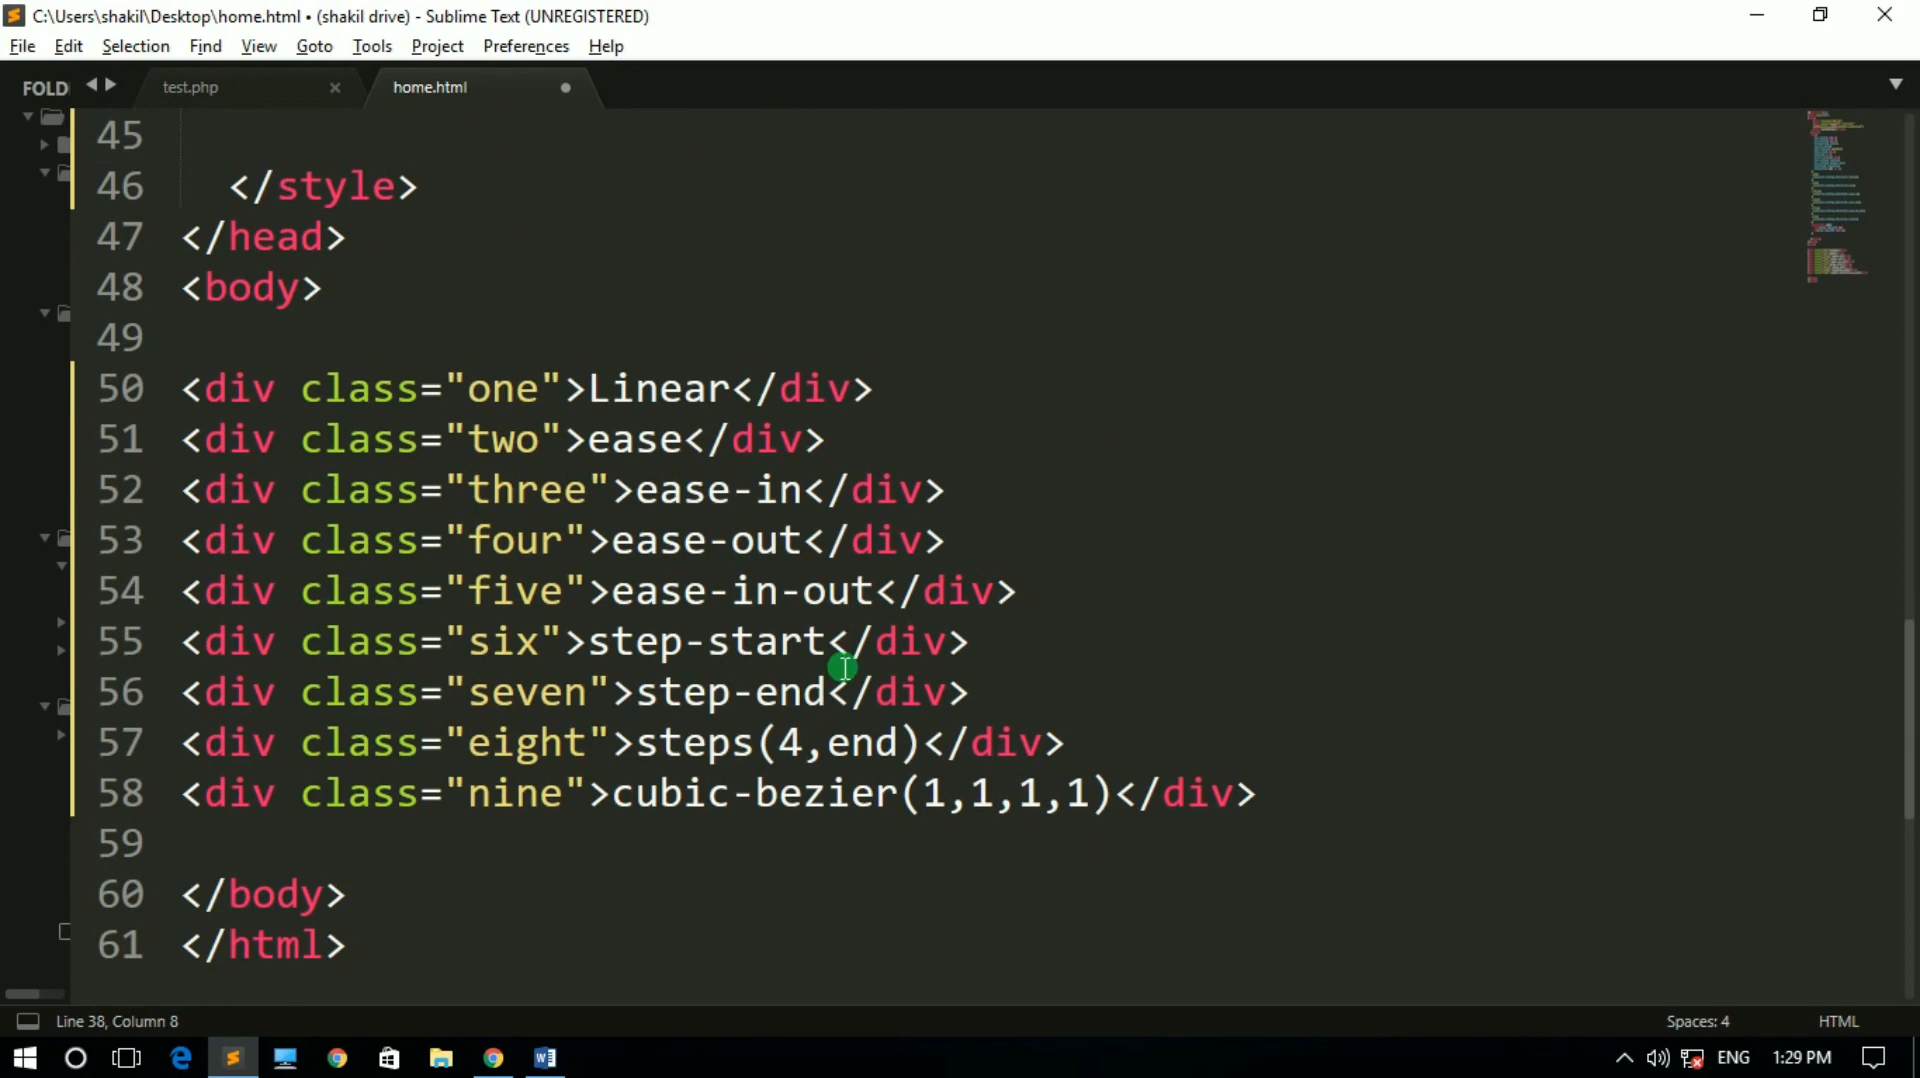 C:\Users\shakil\Desktop\home.html • (shakil drive) - Sublime Text (UNREGISTERED)
File Edit Selection Find View Goto Tools Project Preferences Help
FOLD
test.php
home.html
45
46 </style>
47 </head>
48 <body>
49
50 <div class="one">Linear</div>
51 <div class="two">ease</div>
52 <div class="three">ease-in</div>
53 <div class="four">ease-out</div>
54 <div class="five">ease-in-out</div>
55 <div class="six">step-start</div>
56 <div class="seven">step-end</div>
57 <div class="eight">steps(4,end)</div>
58 <div class="nine">cubic-bezier(1,1,1,1)</div>
59
60 </body>
61 </html>
Line 38, Column 8
Spaces: 4
HTML
ENG
1:29 PM